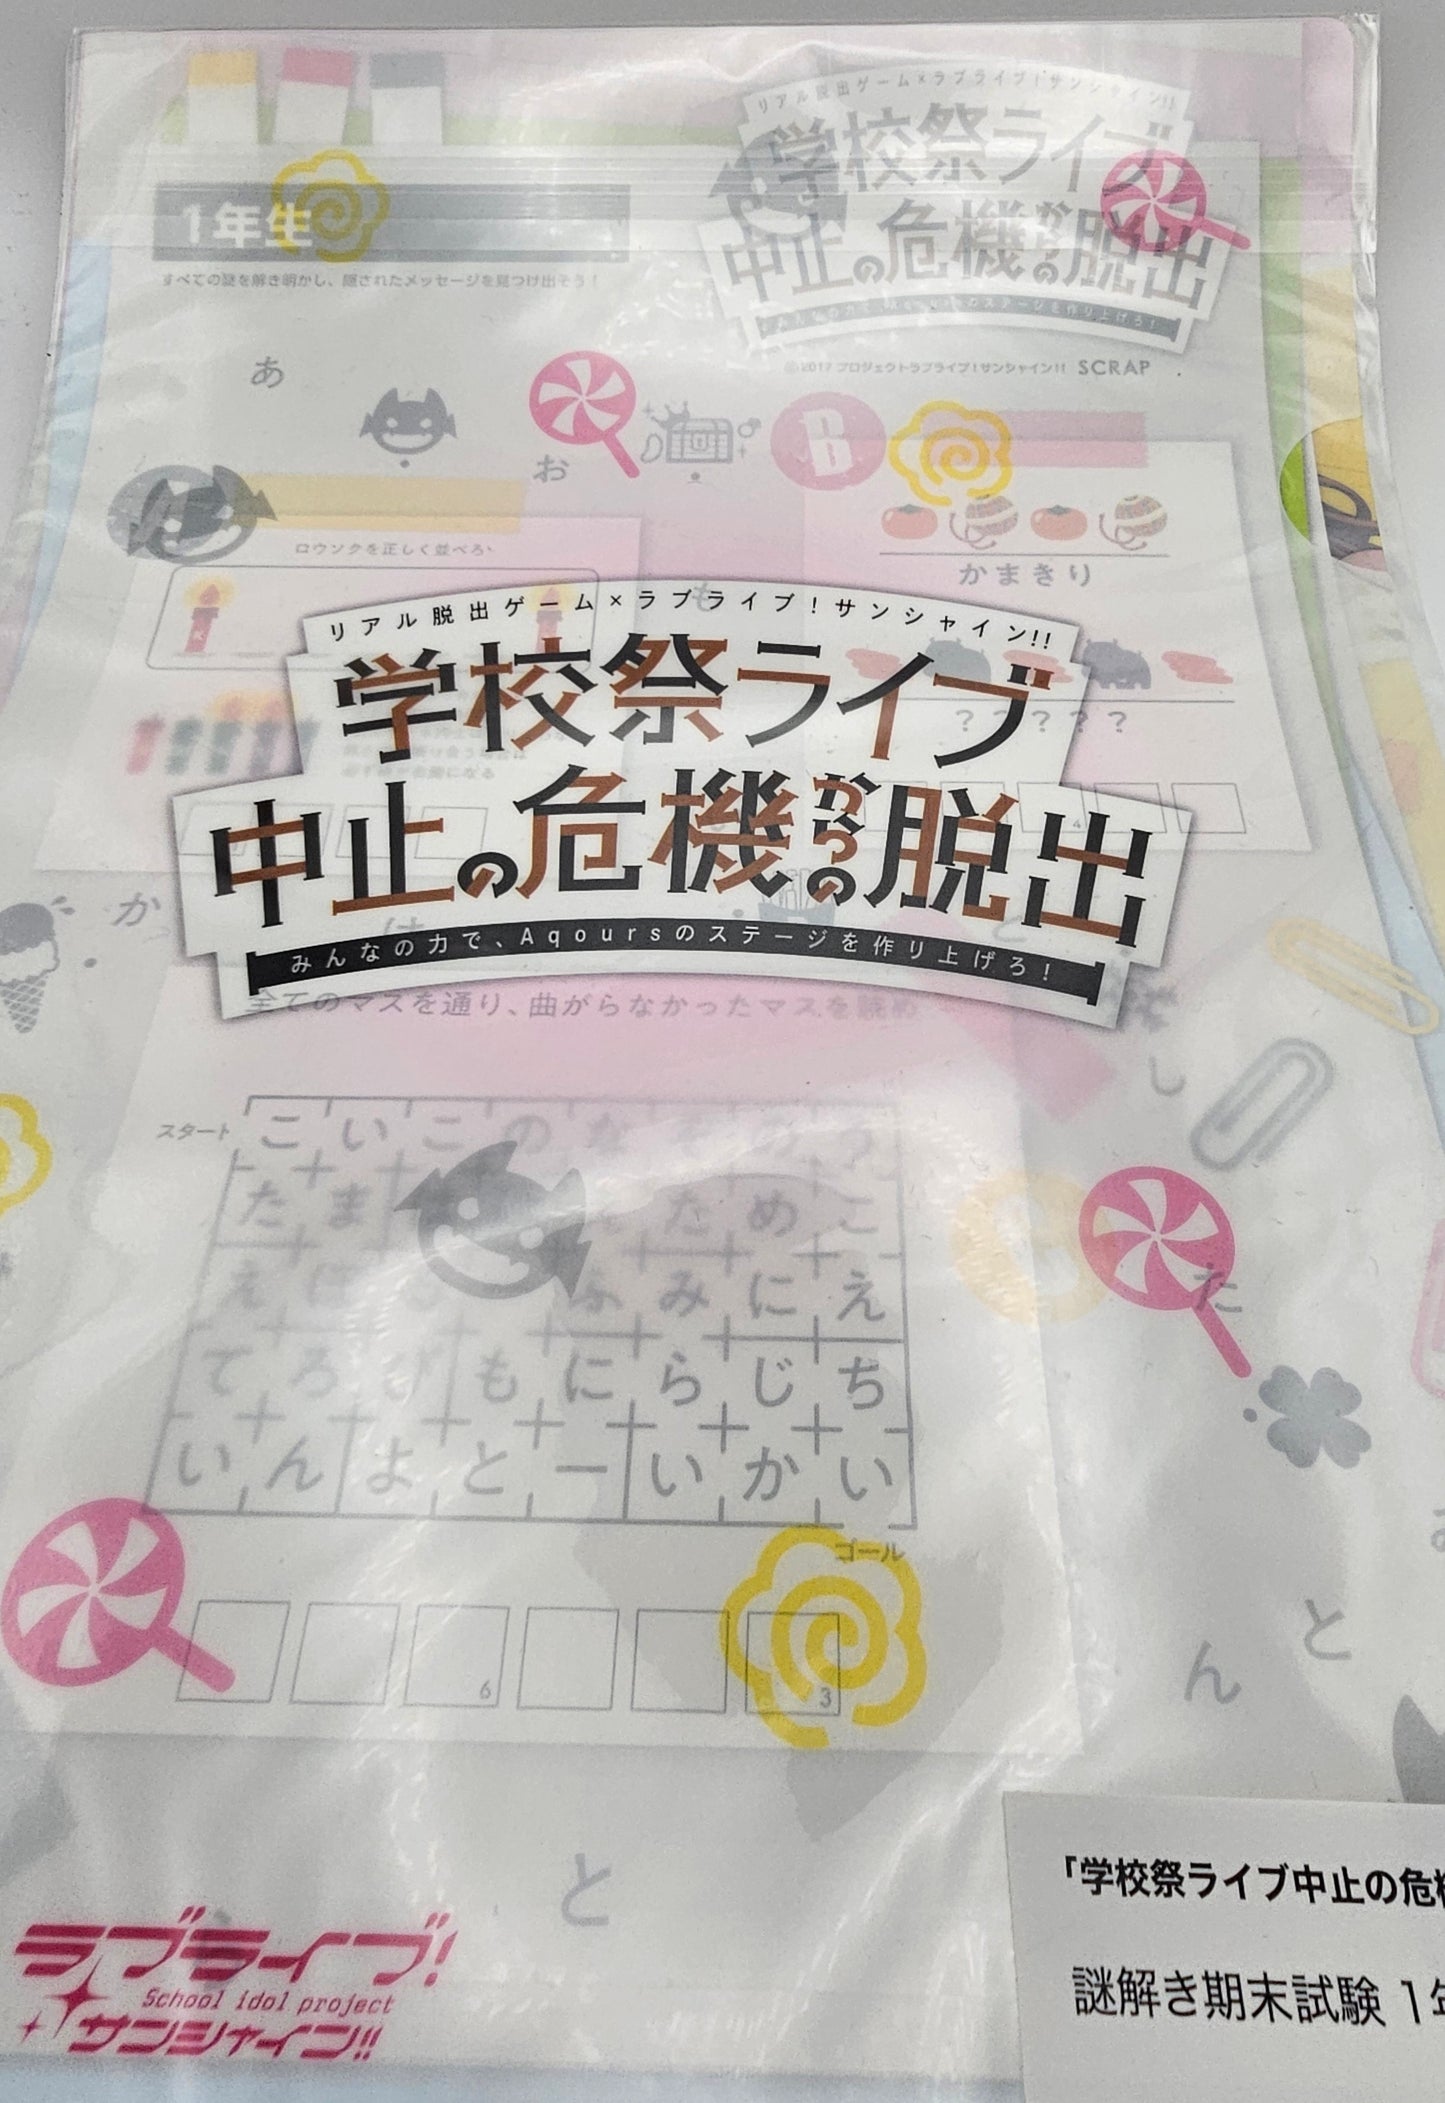 リアル脱出ゲーム×ラブライブ！サンシャイン!!
学校祭ライブ
中止の危機からの脱出
1年生
すべての謎を解き明かし、隠されたメッセージを見つけ出そう！
©2017 プロジェクトラブライブ！サンシャイン!! SCRAP
あ
お
B
ロウソクを正しく並べろ
かまきり
も
リアル脱出ゲーム×ラブライブ！サンシャイン!!
学校祭ライブ
？？？？？
中止の危機からの脱出
みんなの力で、Aqoursのステージを作り上げろ！
4
か
け
と
全てのマスを通り、曲がらなかったマスを読め
し
スタート
こ い こ の
た ま た め こ
え み に え
て ろ び も に ら じ ち
い ん よ と ー い か い
ゴール
た
6
3
と
ん
と
ラブライブ！
School idol project
サンシャイン!!
「学校祭ライブ中止の危機
謎解き期末試験 1年